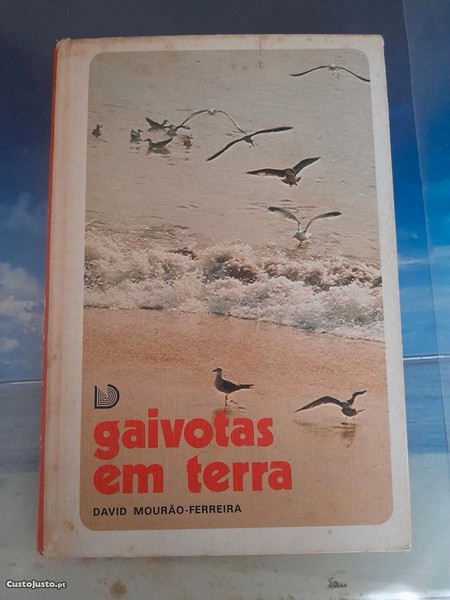 gaivotas
em terra
DAVID MOURÃO-FERREIRA
CustoJusto.pt